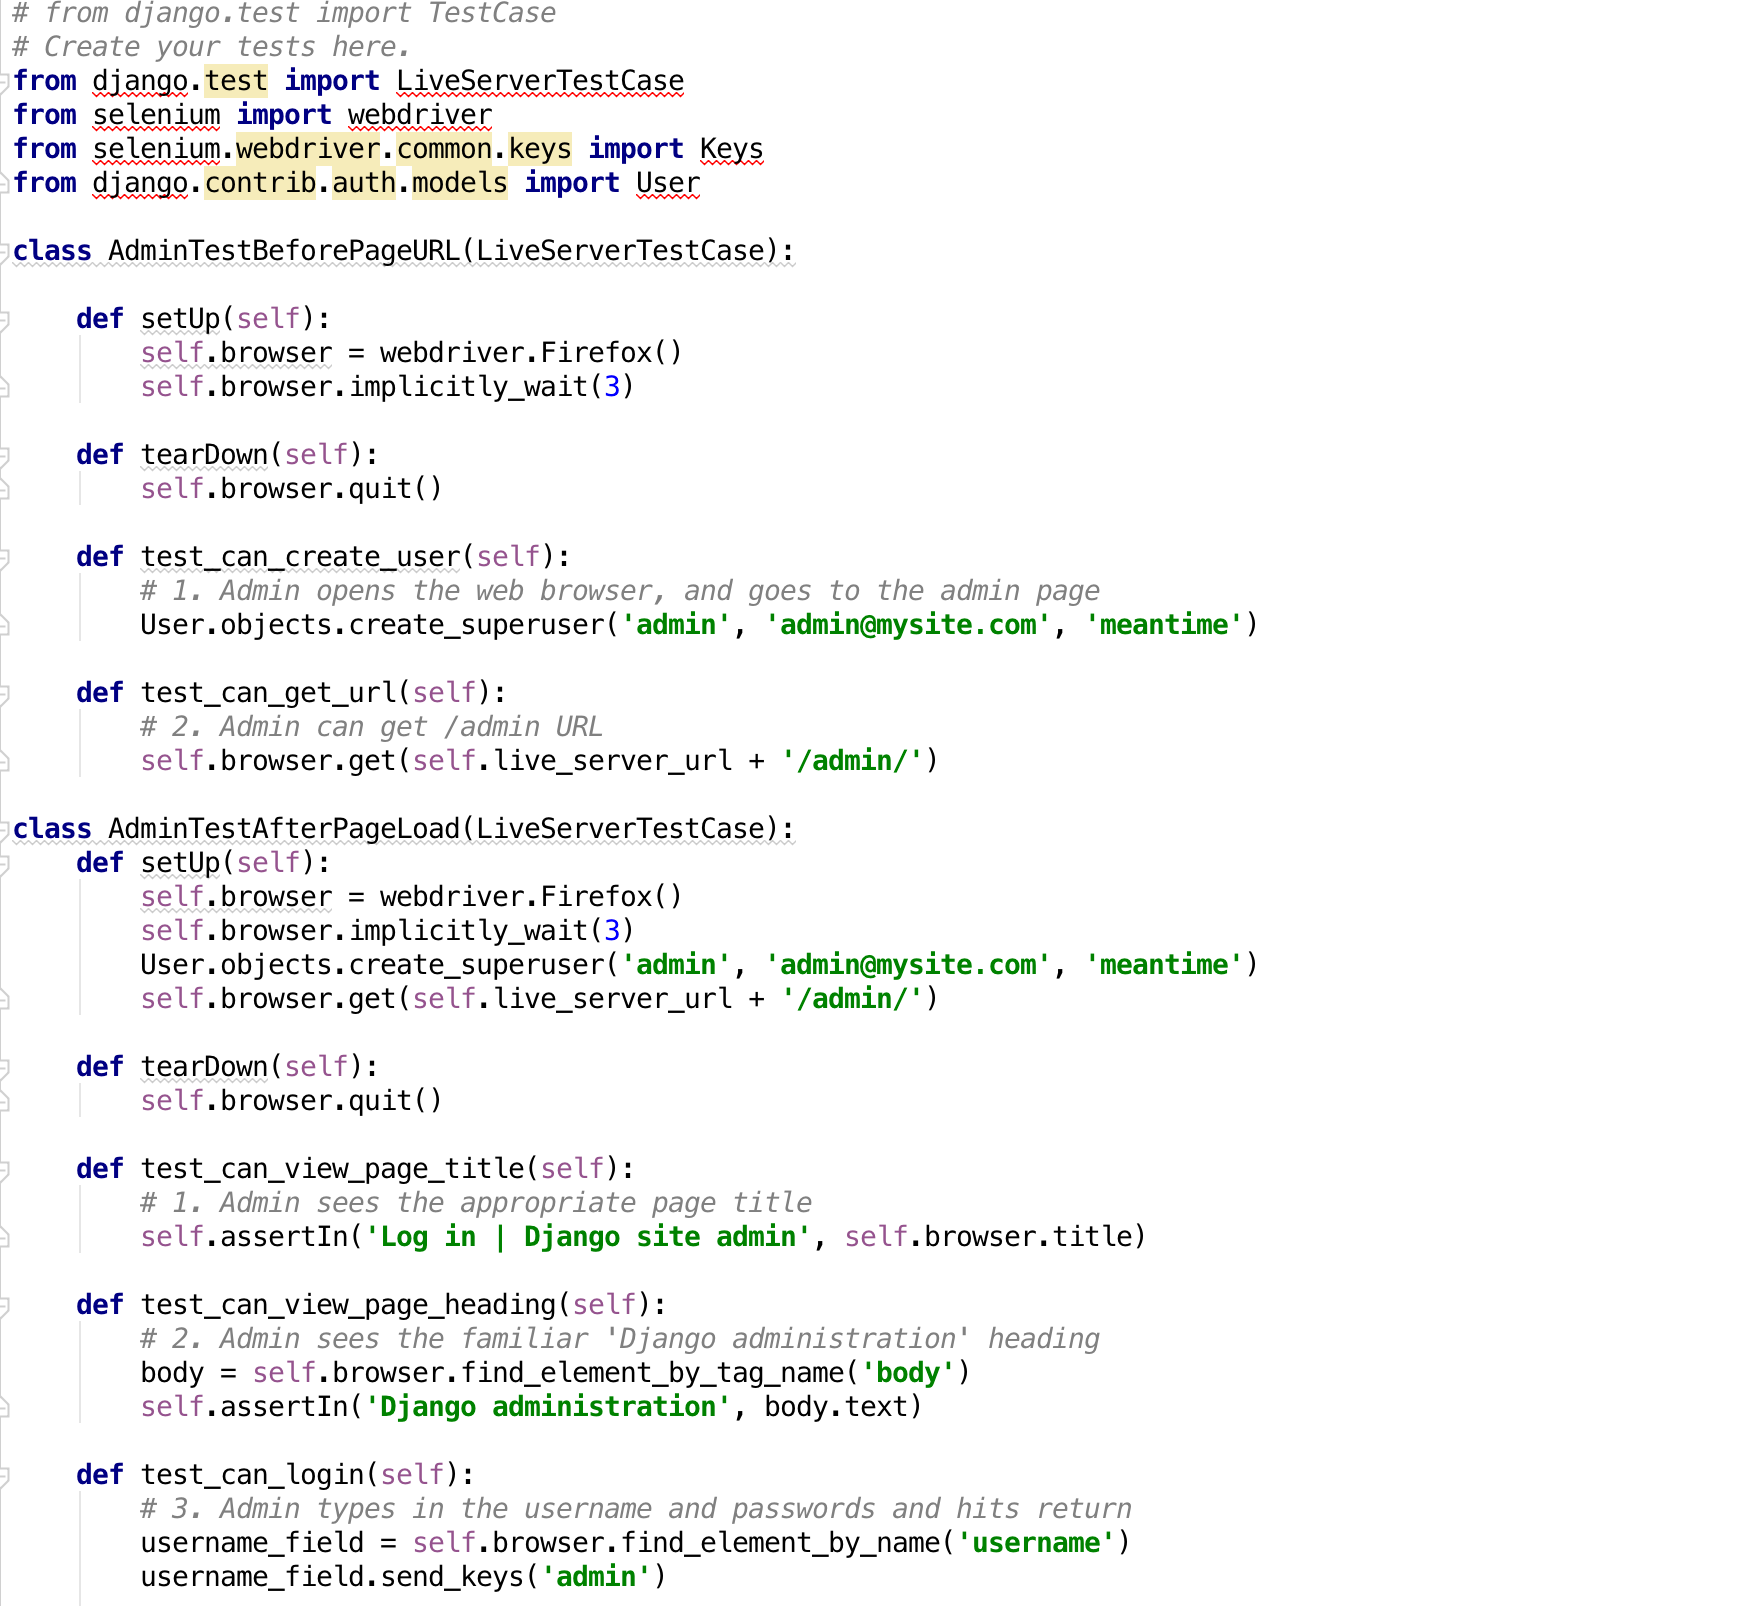 # from django.test import TestCase
# Create your tests here.
from django.test import LiveServerTestCase
from selenium import webdriver
from selenium.webdriver.common.keys import Keys
from django.contrib.auth.models import User

class AdminTestBeforePageURL(LiveServerTestCase):

    def setUp(self):
        self.browser = webdriver.Firefox()
        self.browser.implicitly_wait(3)

    def tearDown(self):
        self.browser.quit()

    def test_can_create_user(self):
        # 1. Admin opens the web browser, and goes to the admin page
        User.objects.create_superuser('admin', 'admin@mysite.com', 'meantime')

    def test_can_get_url(self):
        # 2. Admin can get /admin URL
        self.browser.get(self.live_server_url + '/admin/')

class AdminTestAfterPageLoad(LiveServerTestCase):
    def setUp(self):
        self.browser = webdriver.Firefox()
        self.browser.implicitly_wait(3)
        User.objects.create_superuser('admin', 'admin@mysite.com', 'meantime')
        self.browser.get(self.live_server_url + '/admin/')

    def tearDown(self):
        self.browser.quit()

    def test_can_view_page_title(self):
        # 1. Admin sees the appropriate page title
        self.assertIn('Log in | Django site admin', self.browser.title)

    def test_can_view_page_heading(self):
        # 2. Admin sees the familiar 'Django administration' heading
        body = self.browser.find_element_by_tag_name('body')
        self.assertIn('Django administration', body.text)

    def test_can_login(self):
        # 3. Admin types in the username and passwords and hits return
        username_field = self.browser.find_element_by_name('username')
        username_field.send_keys('admin')